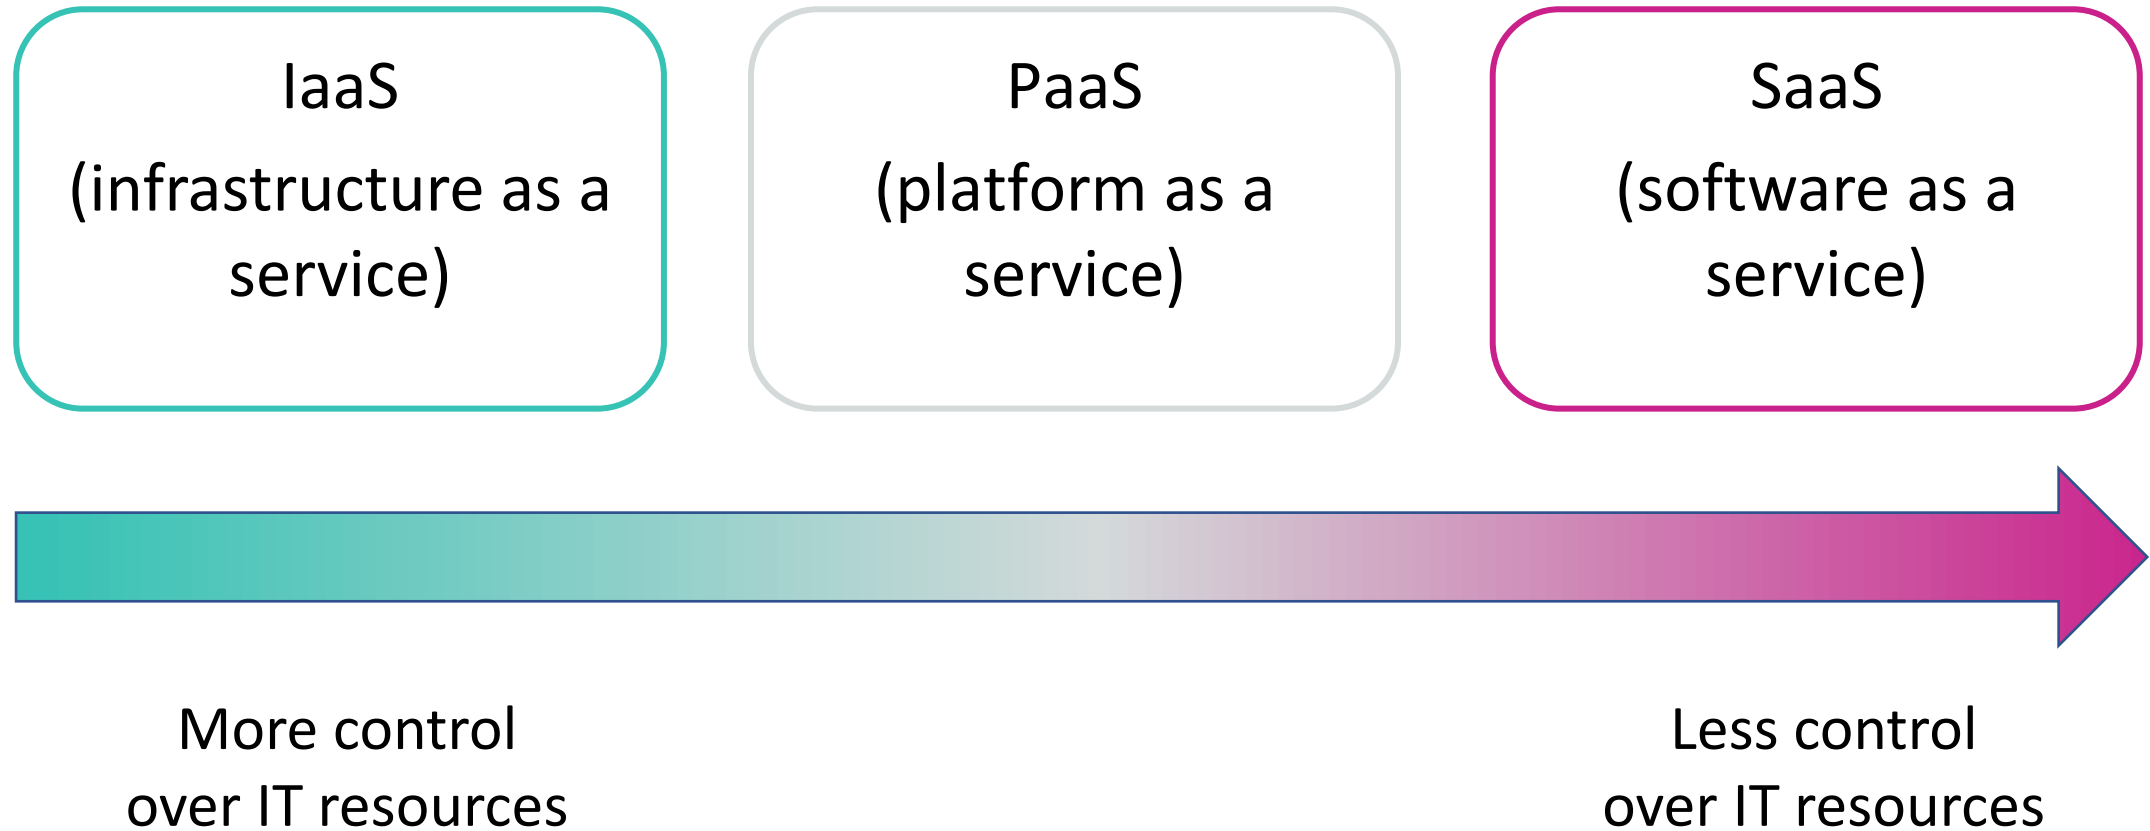 IaaS
(infrastructure as a
service)
PaaS
(platform as a
service)
SaaS
(software as a
service)
More control
over IT resources
Less control
over IT resources